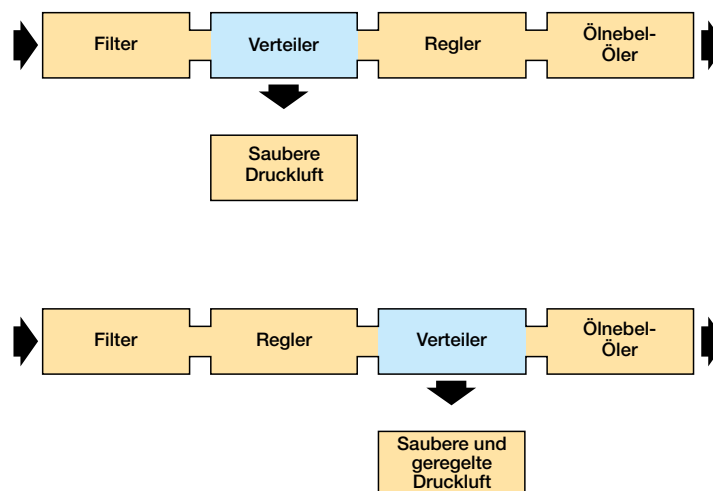 Filter
Verteiler
Regler
Ölnebel-
Öler
Saubere
Druckluft
Filter
Regler
Verteiler
Ölnebel-
Öler
Saubere und
geregelte
Druckluft